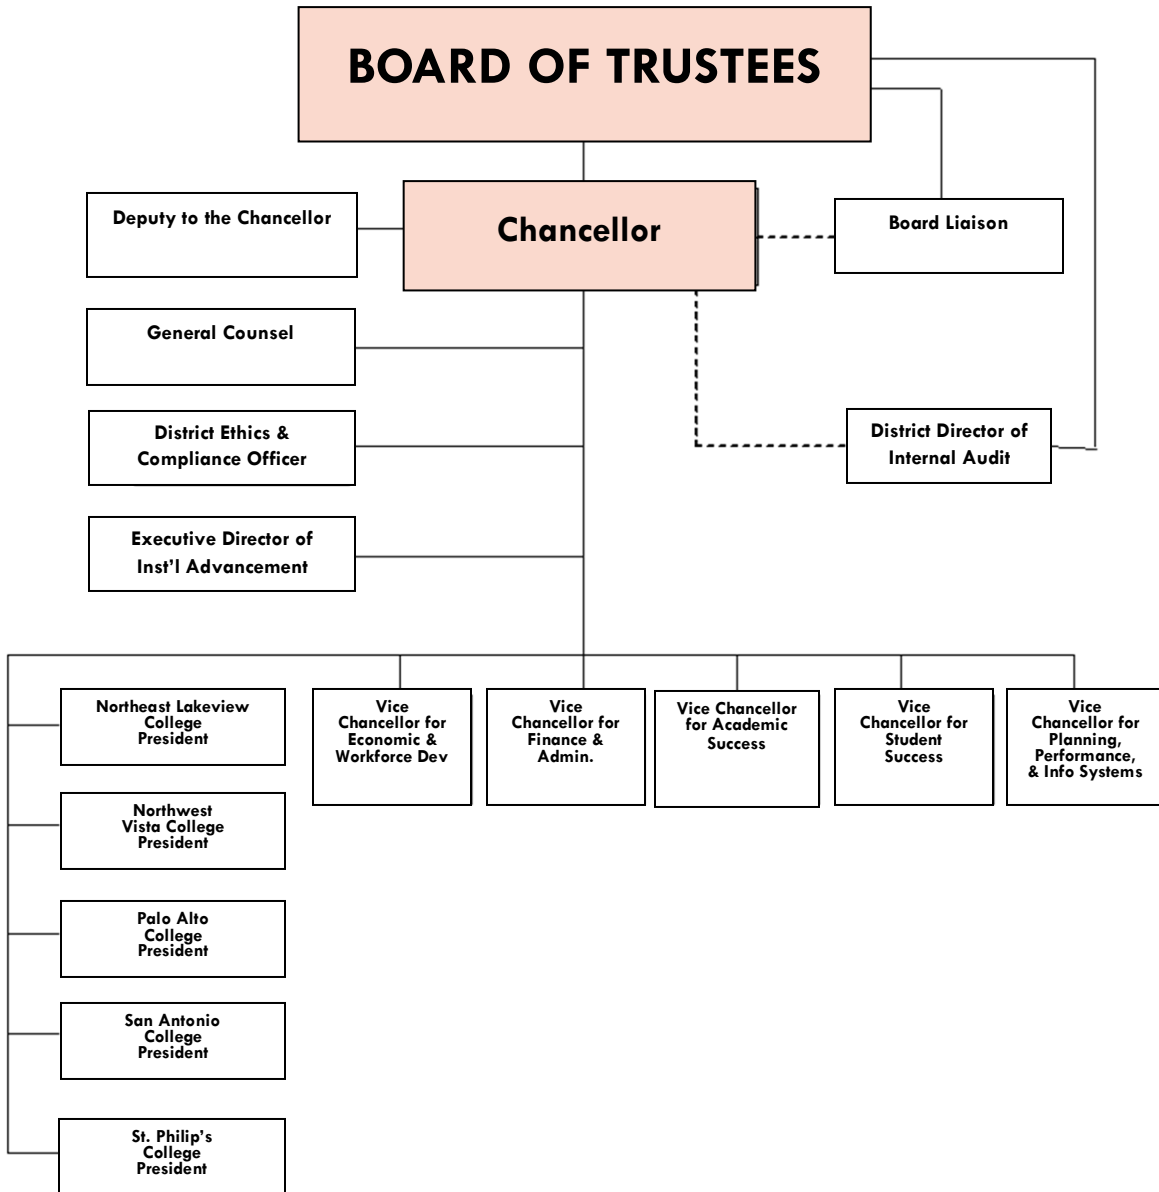 BOARD OF TRUSTEES
Deputy to the Chancellor
Chancellor
Board Liaison
General Counsel
District Ethics &
Compliance Officer
District Director of
Internal Audit
Executive Director of
Inst'l Advancement
Northeast Lakeview
College
President
Vice
Chancellor for
Economic &
Workforce Dev
Vice
Chancellor for
Finance &
Admin.
Vice Chancellor
for Academic
Success
Vice
Chancellor for
Student
Success
Vice
Chancellor for
Planning,
Performance,
& Info Systems
Northwest
Vista College
President
Palo Alto
College
President
San Antonio
College
President
St. Philip's
College
President